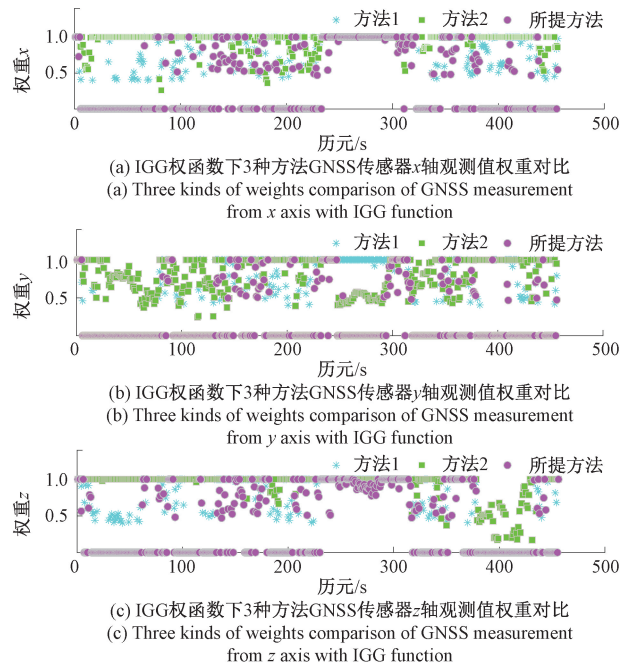 方法1 方法2 所提方法
权重x
1.0
0.5
0 100 200 300 400 500
历元/s
(a) IGG权函数下3种方法GNSS传感器x轴观测值权重对比
(a) Three kinds of weights comparison of GNSS measurement
from x axis with IGG function
方法1 方法2 所提方法
权重y
1.0
0.5
0 100 200 300 400 500
历元/s
(b) IGG权函数下3种方法GNSS传感器y轴观测值权重对比
(b) Three kinds of weights comparison of GNSS measurement
from y axis with IGG function
方法1 方法2 所提方法
权重z
1.0
0.5
0 100 200 300 400 500
历元/s
(c) IGG权函数下3种方法GNSS传感器z轴观测值权重对比
(c) Three kinds of weights comparison of GNSS measurement
from z axis with IGG function